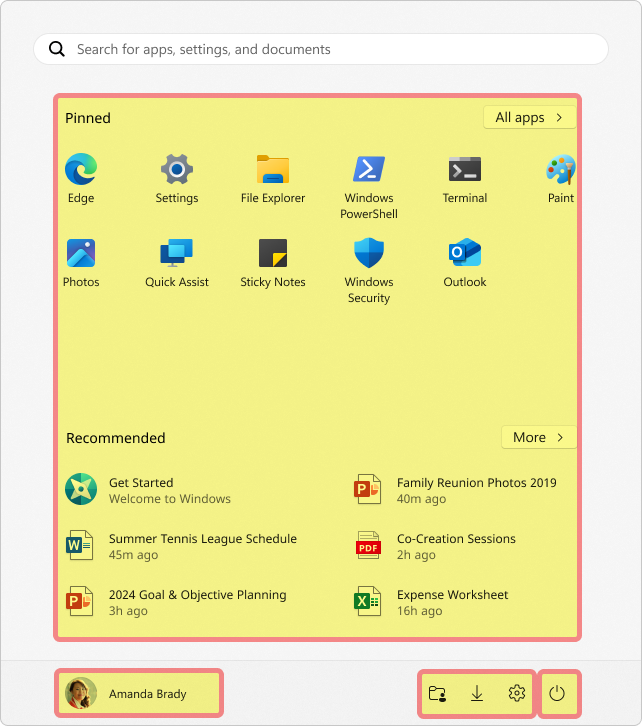 Search for apps, settings, and documents
Pinned
All apps
Edge
Settings
File Explorer
Windows PowerShell
Terminal
Paint
Photos
Quick Assist
Sticky Notes
Windows Security
Outlook
Recommended
More
Get Started
Welcome to Windows
Family Reunion Photos 2019
40m ago
Summer Tennis League Schedule
45m ago
Co-Creation Sessions
2h ago
2024 Goal & Objective Planning
3h ago
Expense Worksheet
16h ago
Amanda Brady